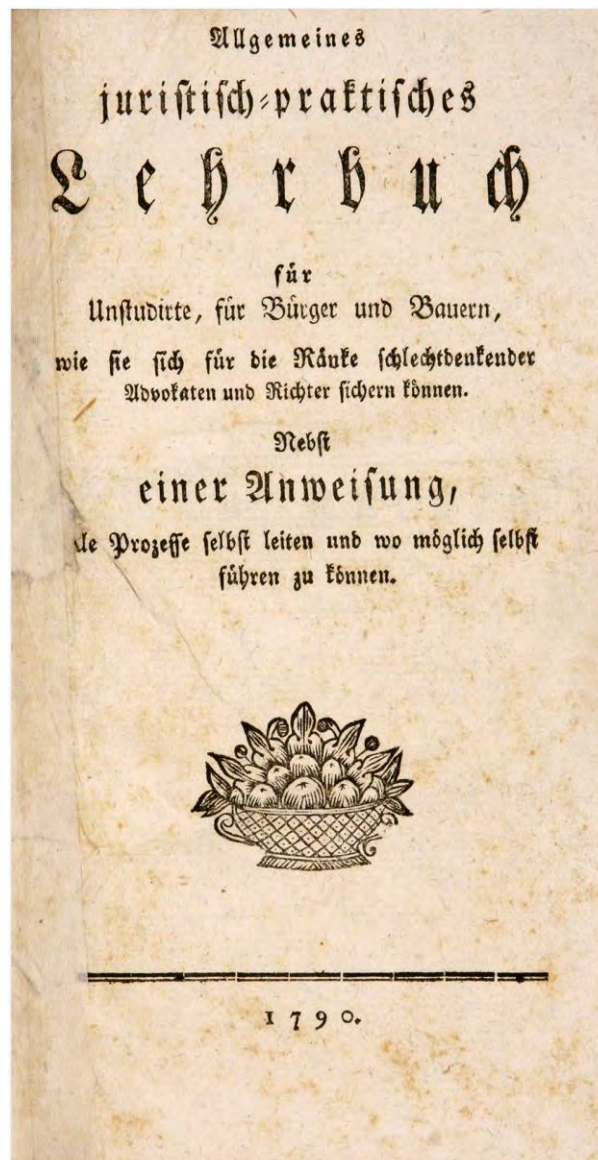 Allgemeines
juristisch-praktisches
Lehrbuch
für
Unstudirte, für Bürger und Bauern,
wie sie sich für die Ränke schlechtdenkender
Advokaten und Richter sichern können.
Nebst
einer Anweisung,
Prozesse selbst leiten und wo möglich selbst
führen zu können.
1790.